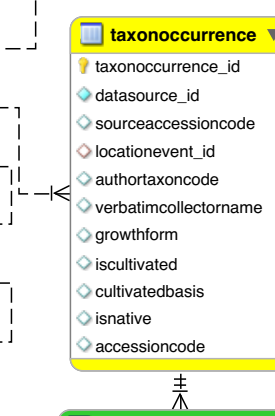 taxonoccurrence
taxonoccurrence_id
datasource_id
sourceaccessioncode
locationevent_id
authortaxoncode
verbatimcollectorname
growthform
iscultivated
cultivatedbasis
isnative
accessioncode